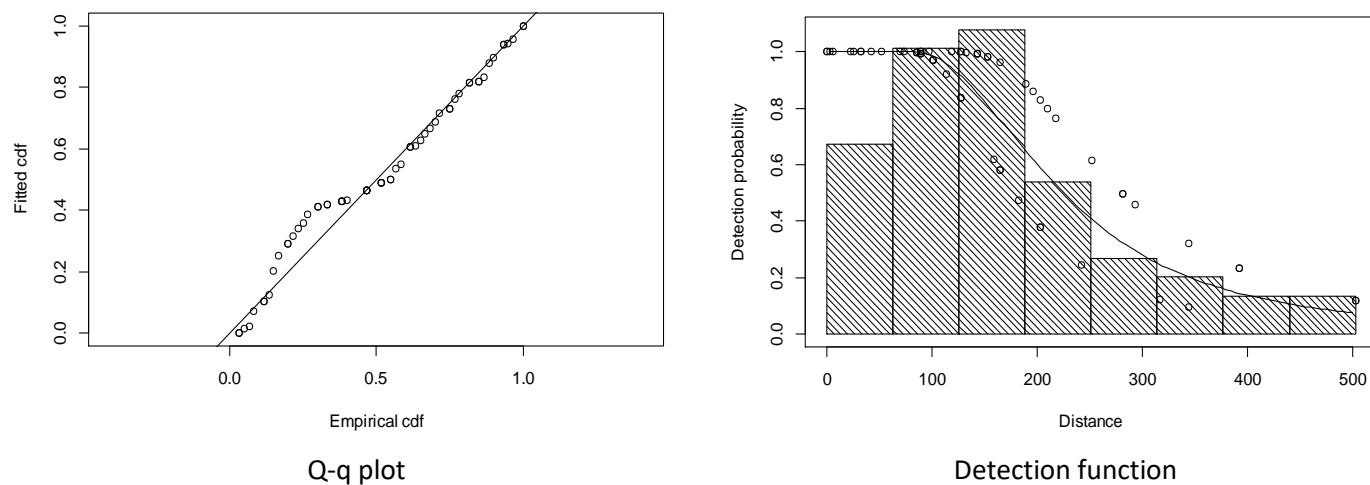 1.0
0.8
0.6
0.4
0.2
0.0
Fitted cdf
0.0 0.5 1.0
Empirical cdf
Q-q plot
1.0
0.8
0.6
0.4
0.2
0.0
Detection probability
0 100 200 300 400 500
Distance
Detection function